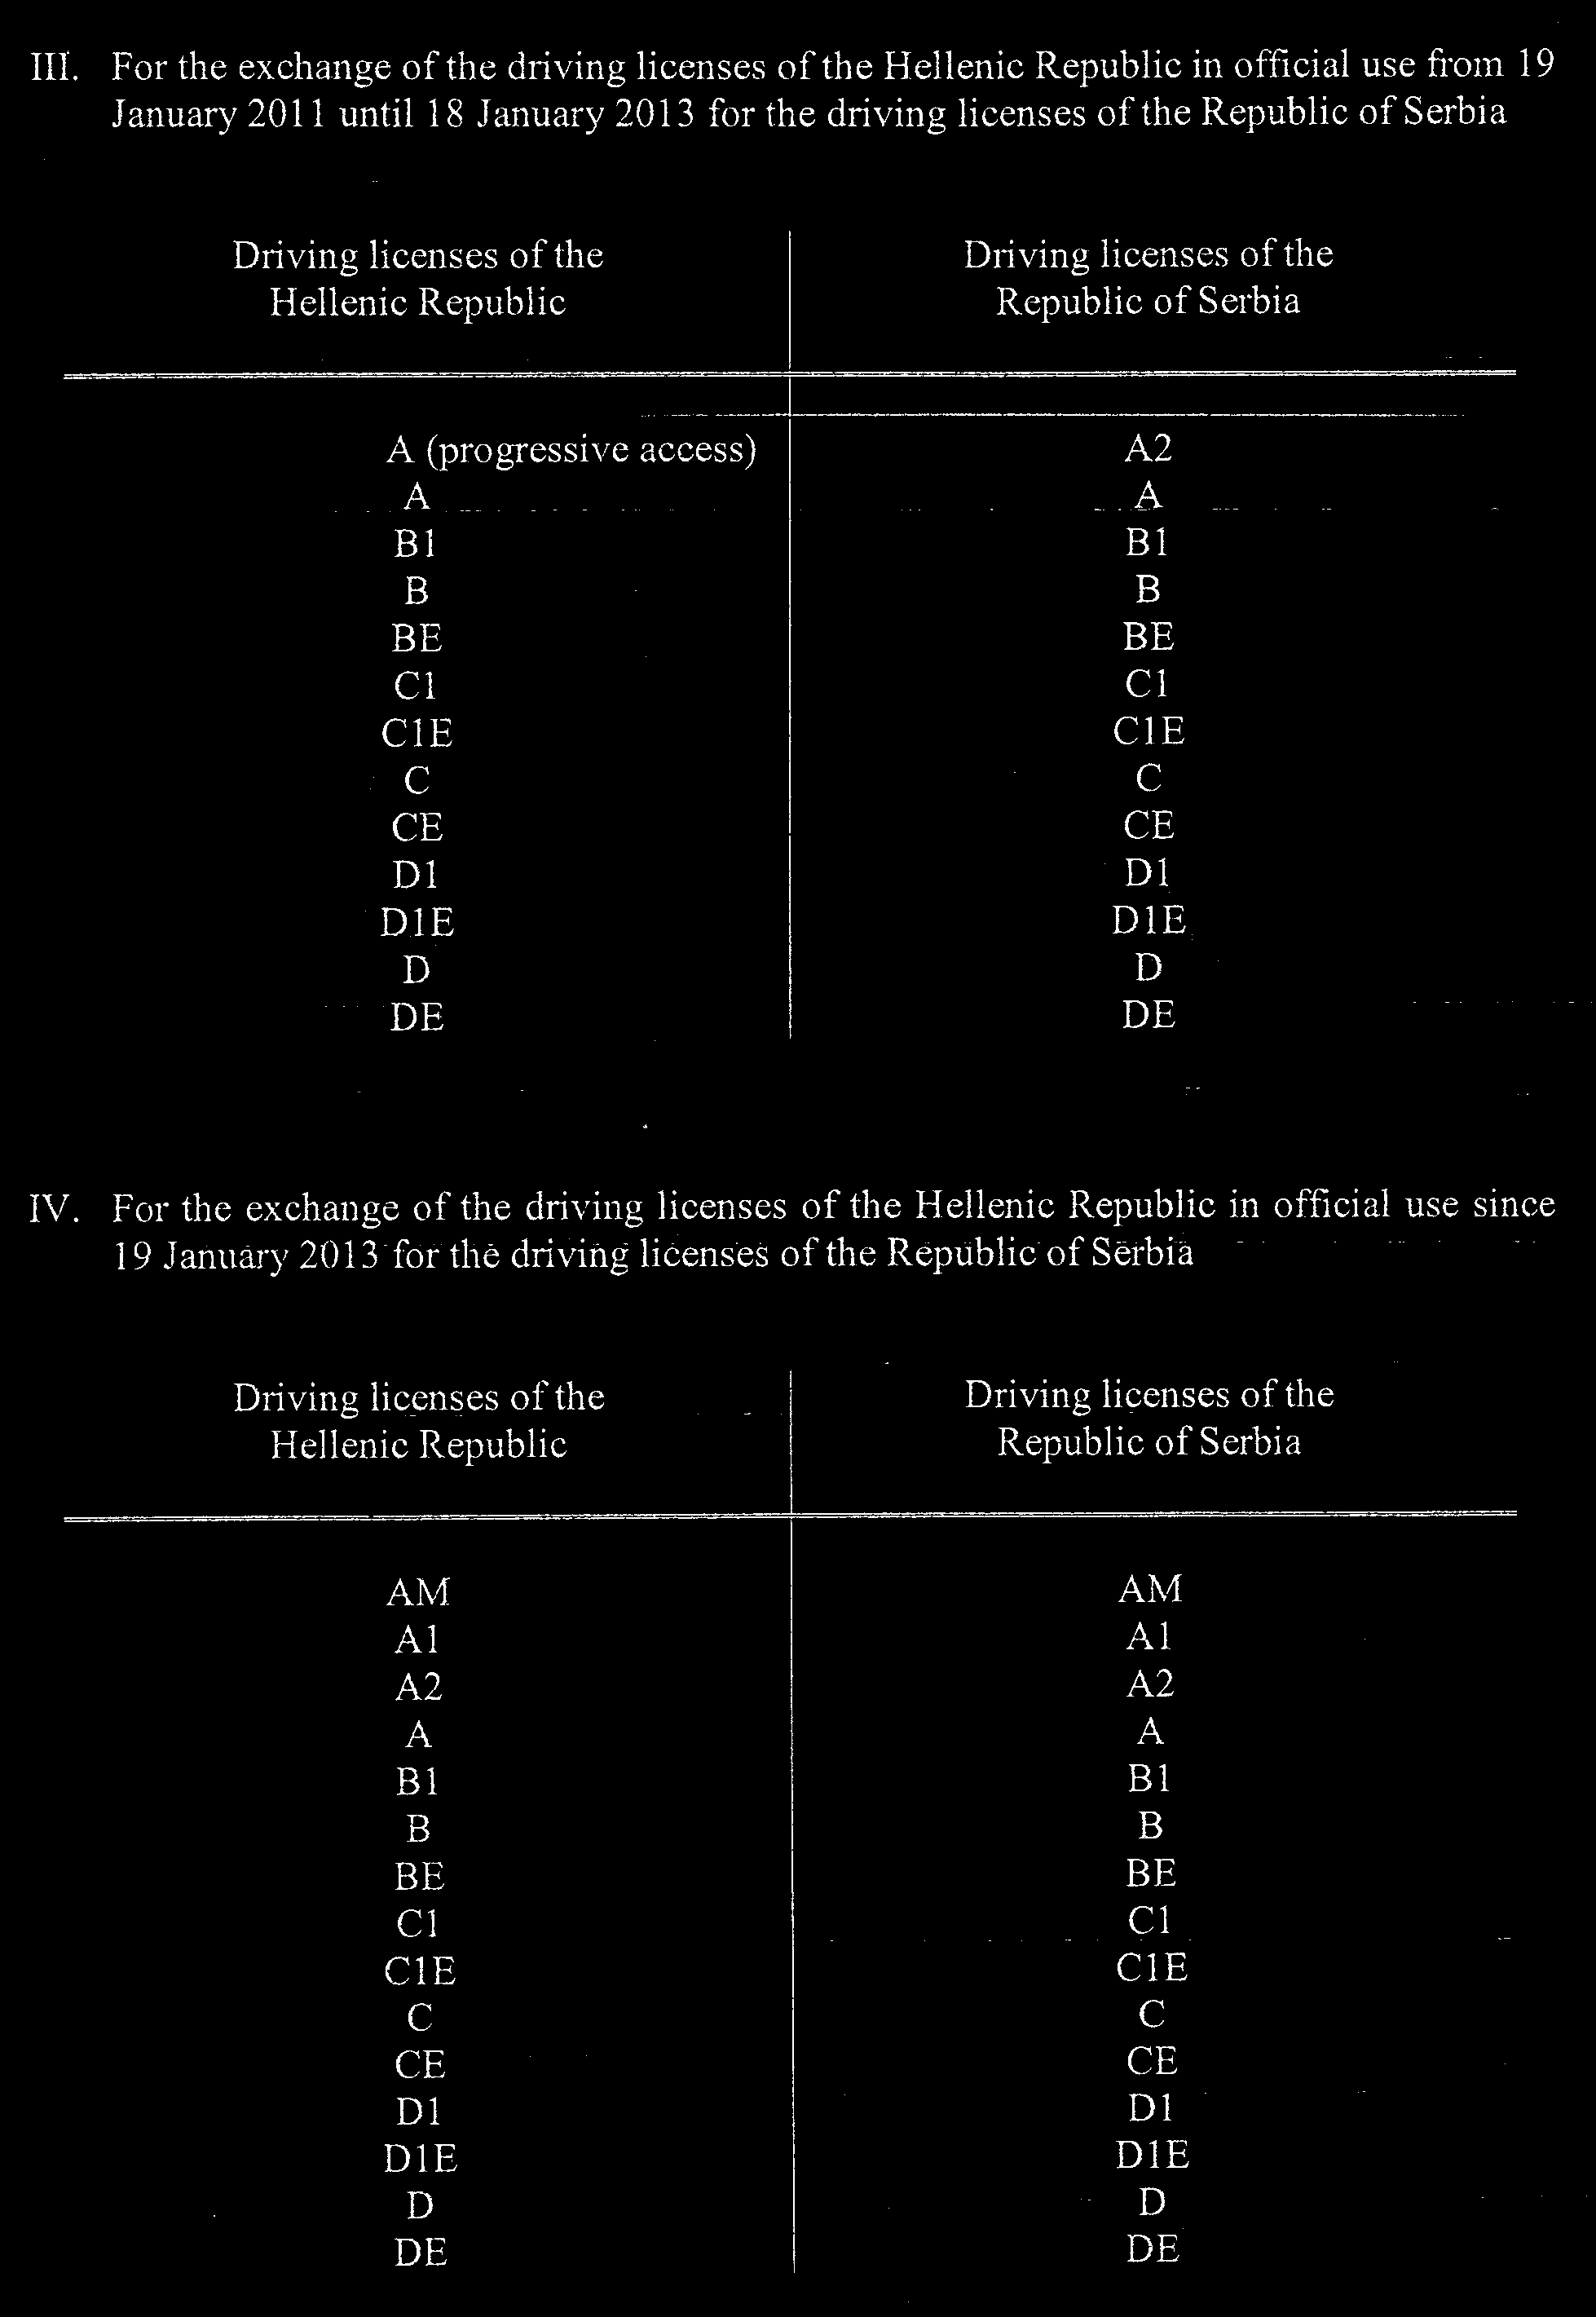 III. For the exchange of the driving licenses of the Hellenic Republic in official use from 19
January 2011 until 18 January 2013 for the driving licenses of the Republic of Serbia
Driving licenses of the Driving licenses of the
Hellenic Republic Republic of Serbia
A (progressive access) A2
A A
B1 B1
B B
BE BE
C1 C1
C1E C1E
C C
CE CE
D1 D1
D1E D1E
D D
DE DE
IV. For the exchange of the driving licenses of the Hellenic Republic in official use since
19 January 2013 for the driving licenses of the Republic of Serbia
Driving licenses of the Driving licenses of the
Hellenic Republic Republic of Serbia
AM AM
A1 A1
A2 A2
A A
B1 B1
B B
BE BE
C1 C1
C1E C1E
C C
CE CE
D1 D1
D1E D1E
D D
DE DE